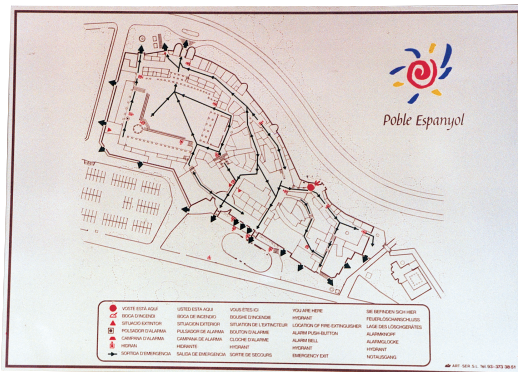 Poble Espanyol
VOSTE ESTA AQUI USTED ESTA AQUI VOUS ETES ICI YOU ARE HERE SIE BEFINDEN SICH HIER
BOCA D'INCENDI BOCA DE INCENDIO BOUCHE D'INCENDIE HYDRANT FEUERLÖSCHANSCHLUSS
SITUACIO EXTINTOR SITUACION EXTINTOR SITUATION DE L'EXTINCTEUR LOCATION OF FIRE EXTINGUISHER LAGE DES LÖSCHGERÄTES
POLSADOR D'ALARMA PULSADOR DE ALARMA BOUTON D'ALARME ALARM PUSH-BUTTON ALARMKNOPF
CAMPANA D'ALARMA CAMPANA DE ALARMA CLOCHE D'ALARME ALARM BELL ALARMGLOCKE
HIDRANT HIDRANTE HYDRANT HYDRANT HYDRANT
SORTIDA D'EMERGENCIA SALIDA DE EMERGENCIA SORTIE DE SECOURS EMERGENCY EXIT NOTAUSGANG